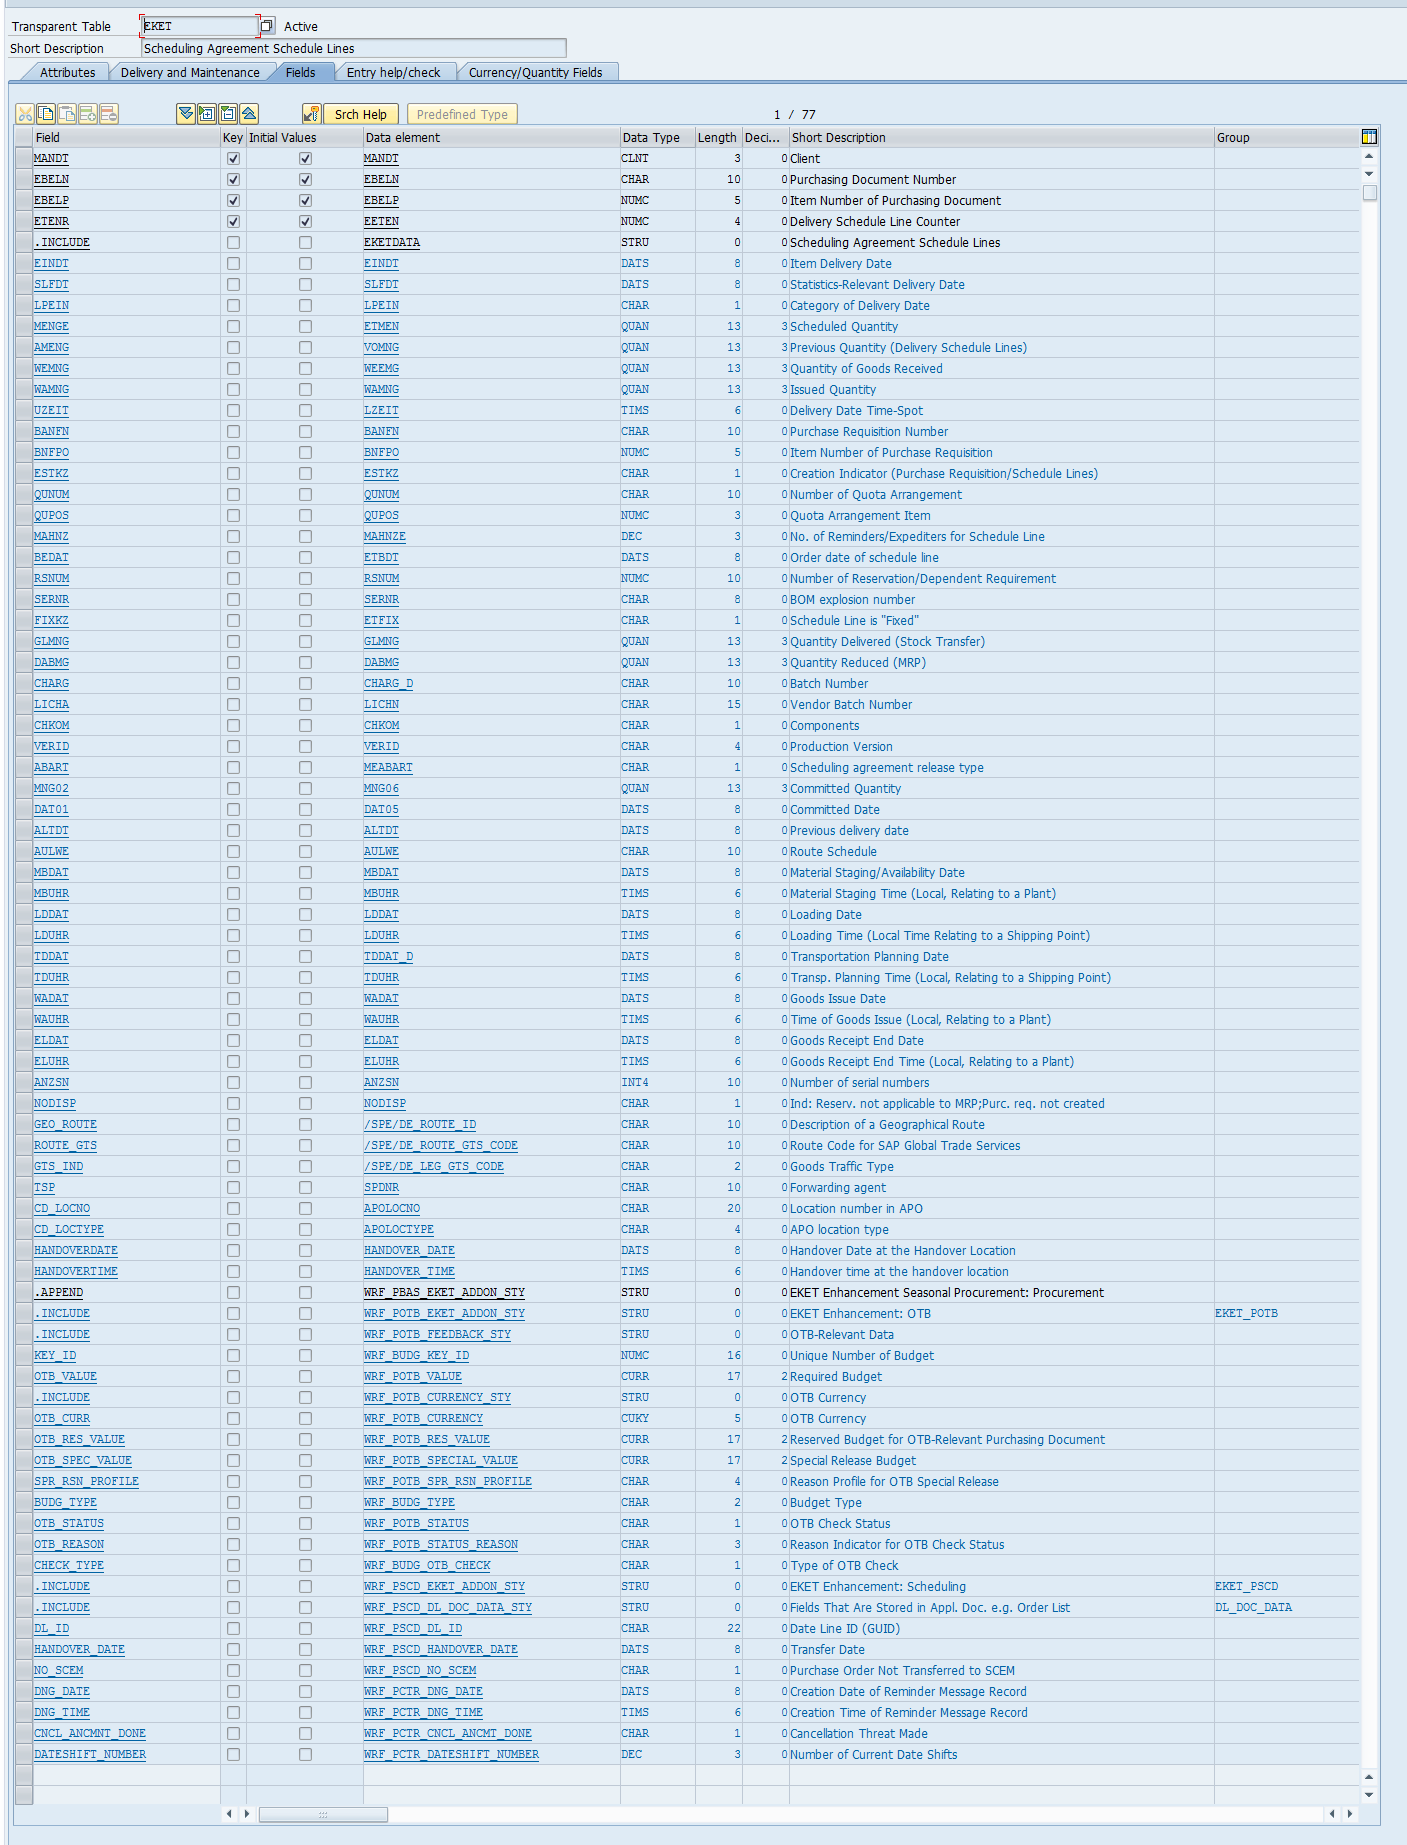 Transparent Table EKET Active
Short Description Scheduling Agreement Schedule Lines
Attributes Delivery and Maintenance Fields Entry help/check Currency/Quantity Fields
Srch Help Predefined Type 1 / 77
Field Key Initial Values Data element Data Type Length Deci... Short Description Group
MANDT MANDT CLNT 3 0 Client
EBELN EBELN CHAR 10 0 Purchasing Document Number
EBELP EBELP NUMC 5 0 Item Number of Purchasing Document
ETENR EETEN NUMC 4 0 Delivery Schedule Line Counter
.INCLUDE EKETDATA STRU 0 0 Scheduling Agreement Schedule Lines
EINDT EINDT DATS 8 0 Item Delivery Date
SLFDT SLFDT DATS 8 0 Statistics-Relevant Delivery Date
LPEIN LPEIN CHAR 1 0 Category of Delivery Date
MENGE ETMEN QUAN 13 3 Scheduled Quantity
AMENG VOMNG QUAN 13 3 Previous Quantity (Delivery Schedule Lines)
WEMNG WEEMG QUAN 13 3 Quantity of Goods Received
WAMNG WAMNG QUAN 13 3 Issued Quantity
UZEIT LZEIT TIMS 6 0 Delivery Date Time-Spot
BANFN BANFN CHAR 10 0 Purchase Requisition Number
BNFPO BNFPO NUMC 5 0 Item Number of Purchase Requisition
ESTKZ ESTKZ CHAR 1 0 Creation Indicator (Purchase Requisition/Schedule Lines)
QUNUM QUNUM CHAR 10 0 Number of Quota Arrangement
QUPOS QUPOS NUMC 3 0 Quota Arrangement Item
MAHNZ MAHNZE DEC 3 0 No. of Reminders/Expediters for Schedule Line
BEDAT ETBDT DATS 8 0 Order date of schedule line
RSNUM RSNUM NUMC 10 0 Number of Reservation/Dependent Requirement
SERNR SERNR CHAR 8 0 BOM explosion number
FIXKZ ETFIX CHAR 1 0 Schedule Line is "Fixed"
GLMNG GLMNG QUAN 13 3 Quantity Delivered (Stock Transfer)
DABMG DABMG QUAN 13 3 Quantity Reduced (MRP)
CHARG CHARG_D CHAR 10 0 Batch Number
LICHA LICHN CHAR 15 0 Vendor Batch Number
CHKOM CHKOM CHAR 1 0 Components
VERID VERID CHAR 4 0 Production Version
ABART MEABART CHAR 1 0 Scheduling agreement release type
MNG02 MNG06 QUAN 13 3 Committed Quantity
DAT01 DAT05 DATS 8 0 Committed Date
ALTDT ALTDT DATS 8 0 Previous delivery date
AULWE AULWE CHAR 10 0 Route Schedule
MBDAT MBDAT DATS 8 0 Material Staging/Availability Date
MBUHR MBUHR TIMS 6 0 Material Staging Time (Local, Relating to a Plant)
LDDAT LDDAT DATS 8 0 Loading Date
LDUHR LDUHR TIMS 6 0 Loading Time (Local Time Relating to a Shipping Point)
TDDAT TDDAT_D DATS 8 0 Transportation Planning Date
TDUHR TDUHR TIMS 6 0 Transp. Planning Time (Local, Relating to a Shipping Point)
WADAT WADAT DATS 8 0 Goods Issue Date
WAUHR WAUHR TIMS 6 0 Time of Goods Issue (Local, Relating to a Plant)
ELDAT ELDAT DATS 8 0 Goods Receipt End Date
ELUHR ELUHR TIMS 6 0 Goods Receipt End Time (Local, Relating to a Plant)
ANZSN ANZSN INT4 10 0 Number of serial numbers
NODISP NODISP CHAR 1 0 Ind: Reserv. not applicable to MRP;Purc. req. not created
GEO_ROUTE /SPE/DE_ROUTE_ID CHAR 10 0 Description of a Geographical Route
ROUTE_GTS /SPE/DE_ROUTE_GTS_CODE CHAR 10 0 Route Code for SAP Global Trade Services
GTS_IND /SPE/DE_LEG_GTS_CODE CHAR 2 0 Goods Traffic Type
TSP SPDNR CHAR 10 0 Forwarding agent
CD_LOCNO APOLOCNO CHAR 20 0 Location number in APO
CD_LOCTYPE APOLOCTYPE CHAR 4 0 APO location type
HANDOVERDATE HANDOVER_DATE DATS 8 0 Handover Date at the Handover Location
HANDOVERTIME HANDOVER_TIME TIMS 6 0 Handover time at the handover location
.APPEND WRF_PBAS_EKET_ADDON_STY STRU 0 0 EKET Enhancement Seasonal Procurement: Procurement
.INCLUDE WRF_POTB_EKET_ADDON_STY STRU 0 0 EKET Enhancement: OTB EKET_POTB
.INCLUDE WRF_POTB_FEEDBACK_STY STRU 0 0 OTB-Relevant Data
KEY_ID WRF_BUDG_KEY_ID NUMC 16 0 Unique Number of Budget
OTB_VALUE WRF_POTB_VALUE CURR 17 2 Required Budget
.INCLUDE WRF_POTB_CURRENCY_STY STRU 0 0 OTB Currency
OTB_CURR WRF_POTB_CURRENCY CUKY 5 0 OTB Currency
OTB_RES_VALUE WRF_POTB_RES_VALUE CURR 17 2 Reserved Budget for OTB-Relevant Purchasing Document
OTB_SPEC_VALUE WRF_POTB_SPECIAL_VALUE CURR 17 2 Special Release Budget
SPR_RSN_PROFILE WRF_POTB_SPR_RSN_PROFILE CHAR 4 0 Reason Profile for OTB Special Release
BUDG_TYPE WRF_BUDG_TYPE CHAR 2 0 Budget Type
OTB_STATUS WRF_POTB_STATUS CHAR 1 0 OTB Check Status
OTB_REASON WRF_POTB_STATUS_REASON CHAR 3 0 Reason Indicator for OTB Check Status
CHECK_TYPE WRF_BUDG_OTB_CHECK CHAR 1 0 Type of OTB Check
.INCLUDE WRF_PSCD_EKET_ADDON_STY STRU 0 0 EKET Enhancement: Scheduling EKET_PSCD
.INCLUDE WRF_PSCD_DL_DOC_DATA_STY STRU 0 0 Fields That Are Stored in Appl. Doc. e.g. Order List DL_DOC_DATA
DL_ID WRF_PSCD_DL_ID CHAR 22 0 Date Line ID (GUID)
HANDOVER_DATE WRF_PSCD_HANDOVER_DATE DATS 8 0 Transfer Date
NO_SCEM WRF_PSCD_NO_SCEM CHAR 1 0 Purchase Order Not Transferred to SCEM
DNG_DATE WRF_PCTR_DNG_DATE DATS 8 0 Creation Date of Reminder Message Record
DNG_TIME WRF_PCTR_DNG_TIME TIMS 6 0 Creation Time of Reminder Message Record
CNCL_ANCMNT_DONE WRF_PCTR_CNCL_ANCMT_DONE CHAR 1 0 Cancellation Threat Made
DATESHIFT_NUMBER WRF_PCTR_DATESHIFT_NUMBER DEC 3 0 Number of Current Date Shifts